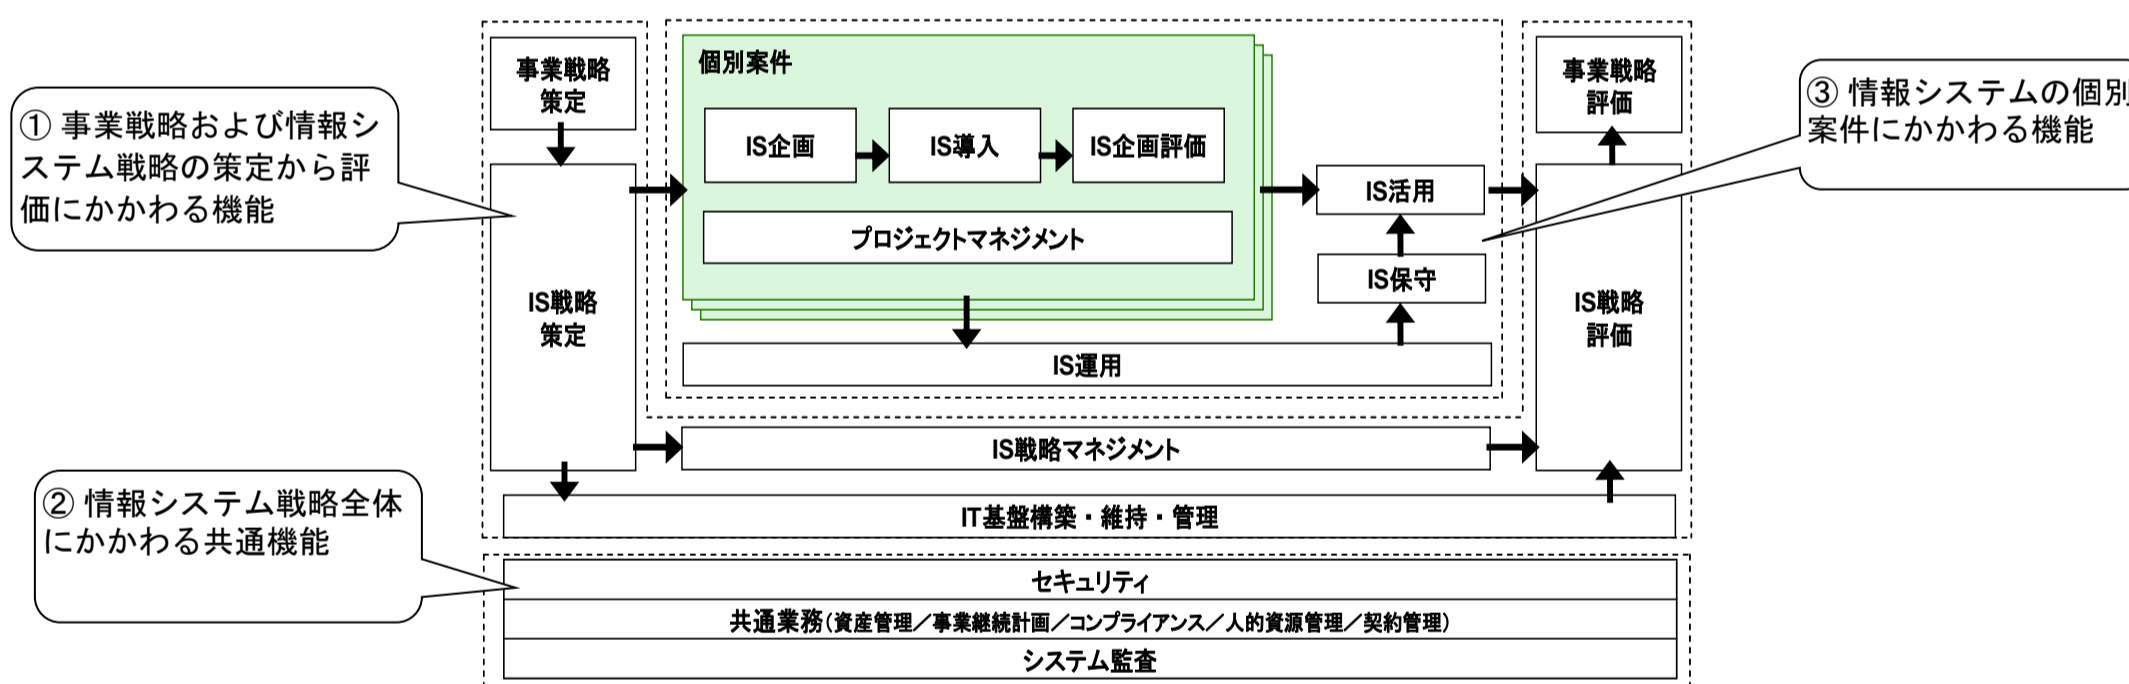 ① 事業戦略および情報シ
ステム戦略の策定から評
価にかかわる機能
事業戦略
策定
IS戦略
策定
個別案件
IS企画
IS導入
IS企画評価
プロジェクトマネジメント
IS活用
IS保守
IS運用
事業戦略
評価
IS戦略
評価
③ 情報システムの個別
案件にかかわる機能
IS戦略マネジメント
IT基盤構築・維持・管理
② 情報システム戦略全体
にかかわる共通機能
セキュリティ
共通業務(資産管理／事業継続計画／コンプライアンス／人的資源管理／契約管理)
システム監査